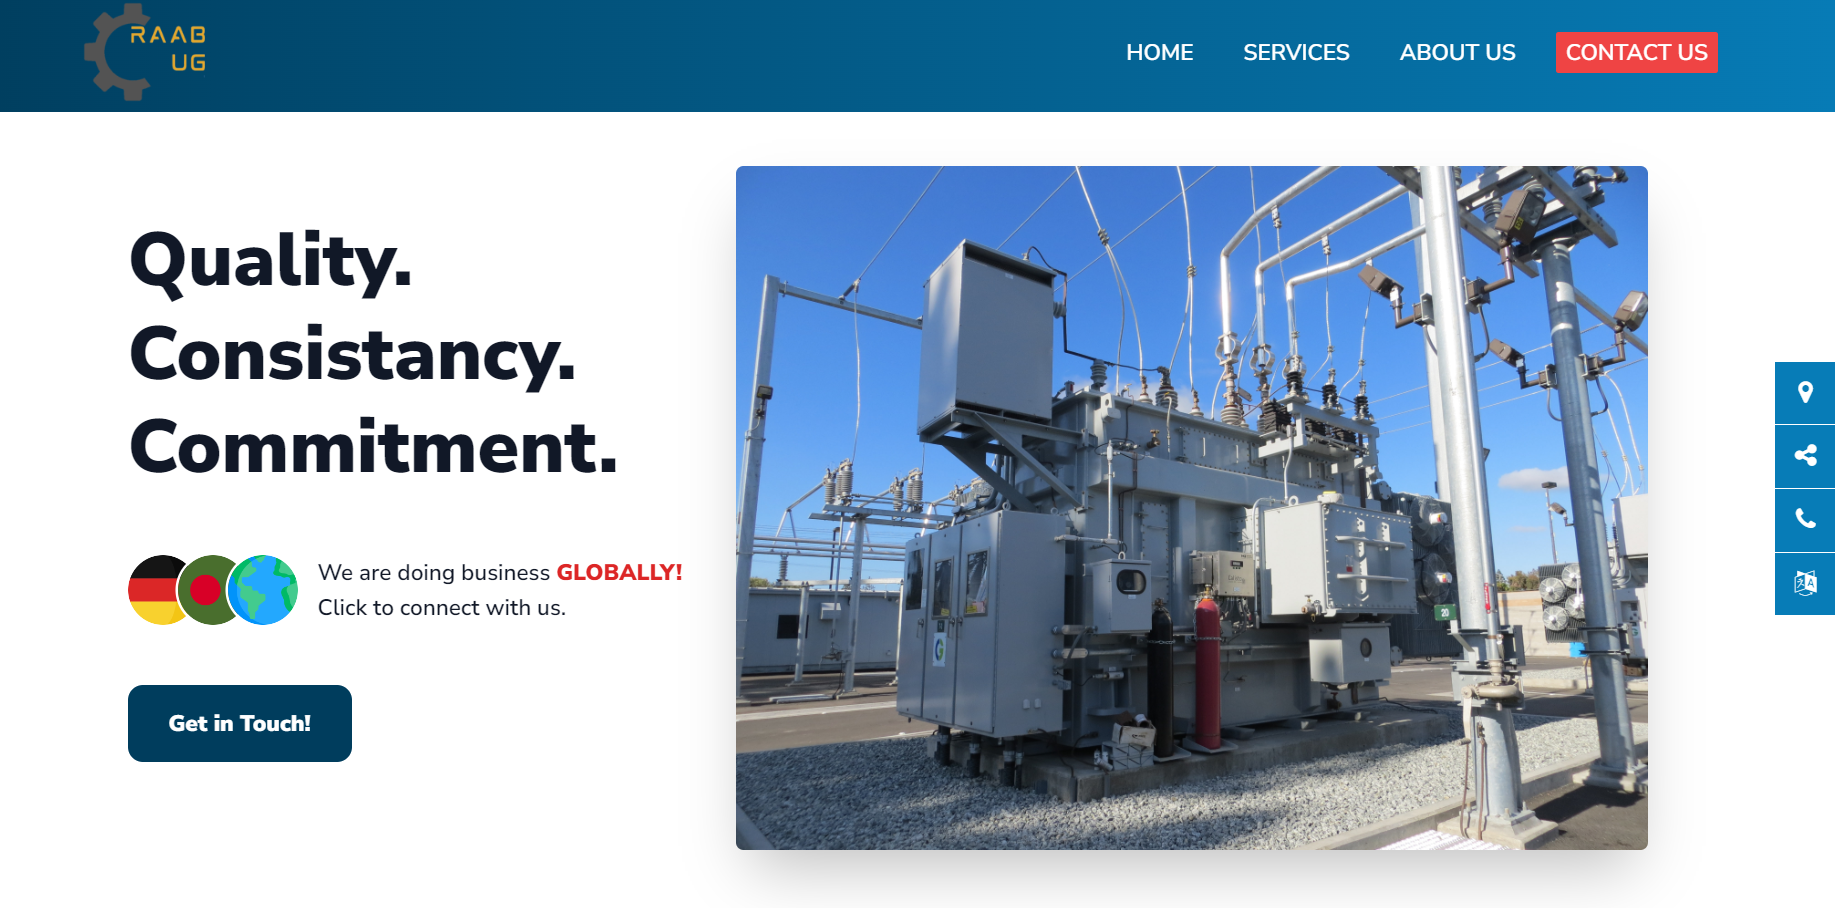 RAAB
UG
HOME
SERVICES
ABOUT US
CONTACT US
Quality.
Consistancy.
Commitment.
We are doing business GLOBALLY!
Click to connect with us.
Get in Touch!
20